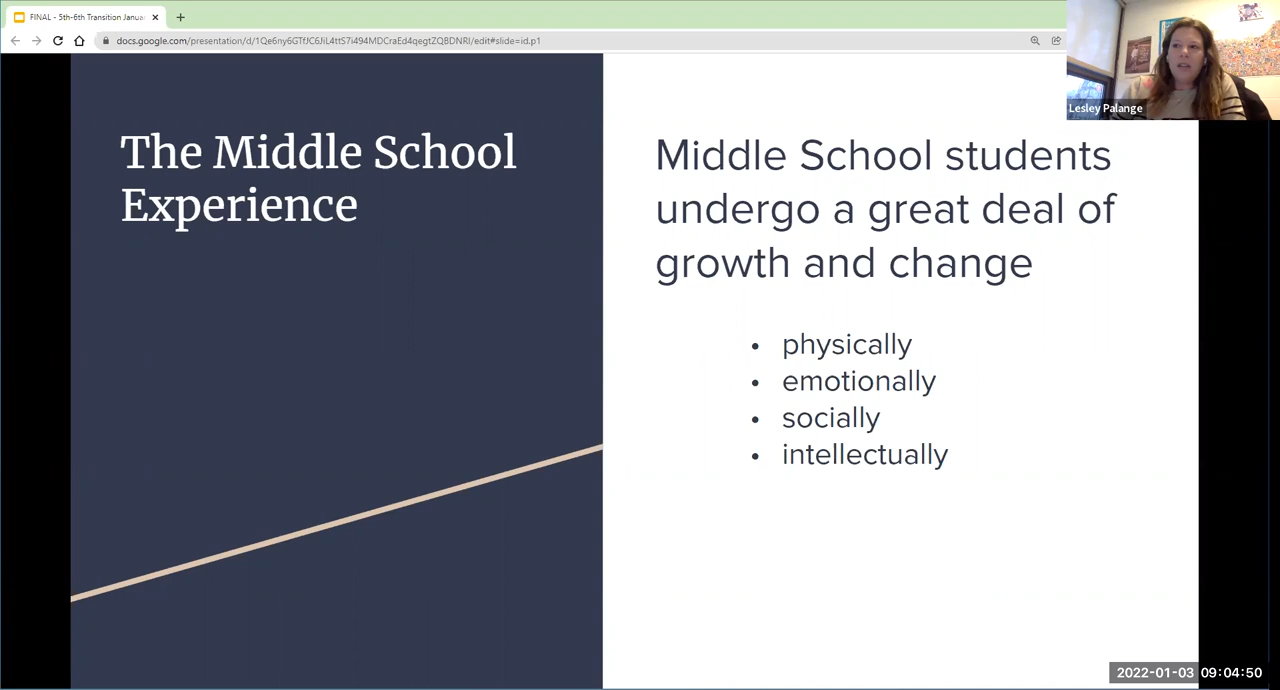 FINAL - 5th-6th Transition Janua
docs.google.com/presentation/d/1Qe6ny6GTfJC6JiL4ttS7i494MDCraEd4qegtZQBDNRI/edit#slide=id.p1
Lesley Palange
The Middle School
Experience
Middle School students
undergo a great deal of
growth and change
• physically
• emotionally
• socially
• intellectually
2022-01-03 09:04:50